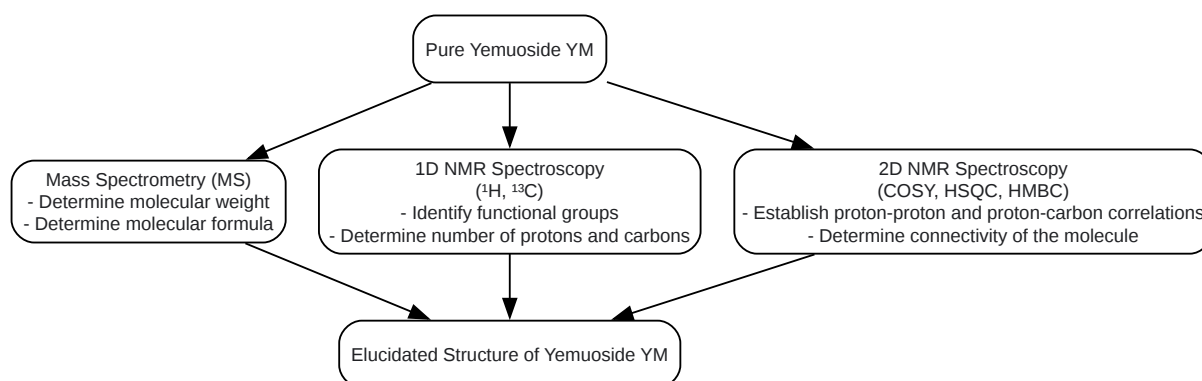 Pure Yemuoside YM
Mass Spectrometry (MS)
- Determine molecular weight
- Determine molecular formula
1D NMR Spectroscopy
(¹H, ¹³C)
- Identify functional groups
- Determine number of protons and carbons
2D NMR Spectroscopy
(COSY, HSQC, HMBC)
- Establish proton-proton and proton-carbon correlations
- Determine connectivity of the molecule
Elucidated Structure of Yemuoside YM